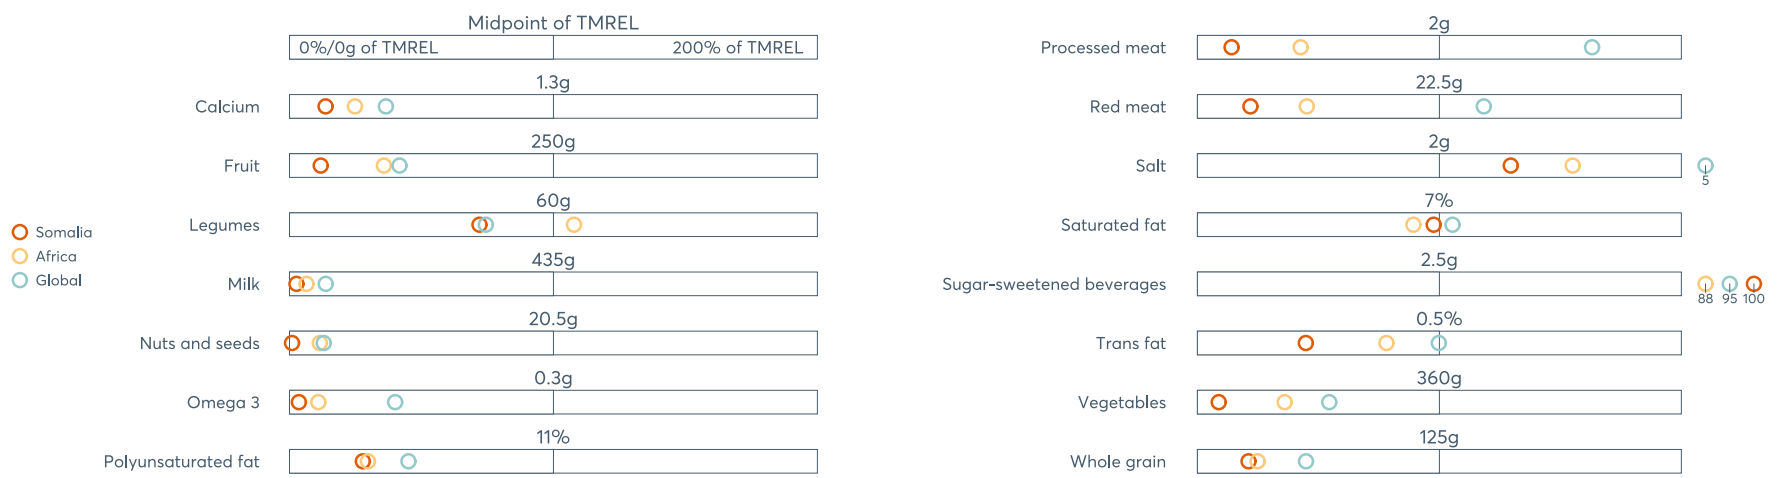 Midpoint of TMREL
0%/0g of TMREL 200% of TMREL
1.3g
Calcium
250g
Fruit
60g
Legumes
435g
Milk
20.5g
Nuts and seeds
0.3g
Omega 3
11%
Polyunsaturated fat
Somalia
Africa
Global
2g
Processed meat
22.5g
Red meat
2g
Salt
5
7%
Saturated fat
2.5g
Sugar-sweetened beverages
88 95 100
0.5%
Trans fat
360g
Vegetables
125g
Whole grain